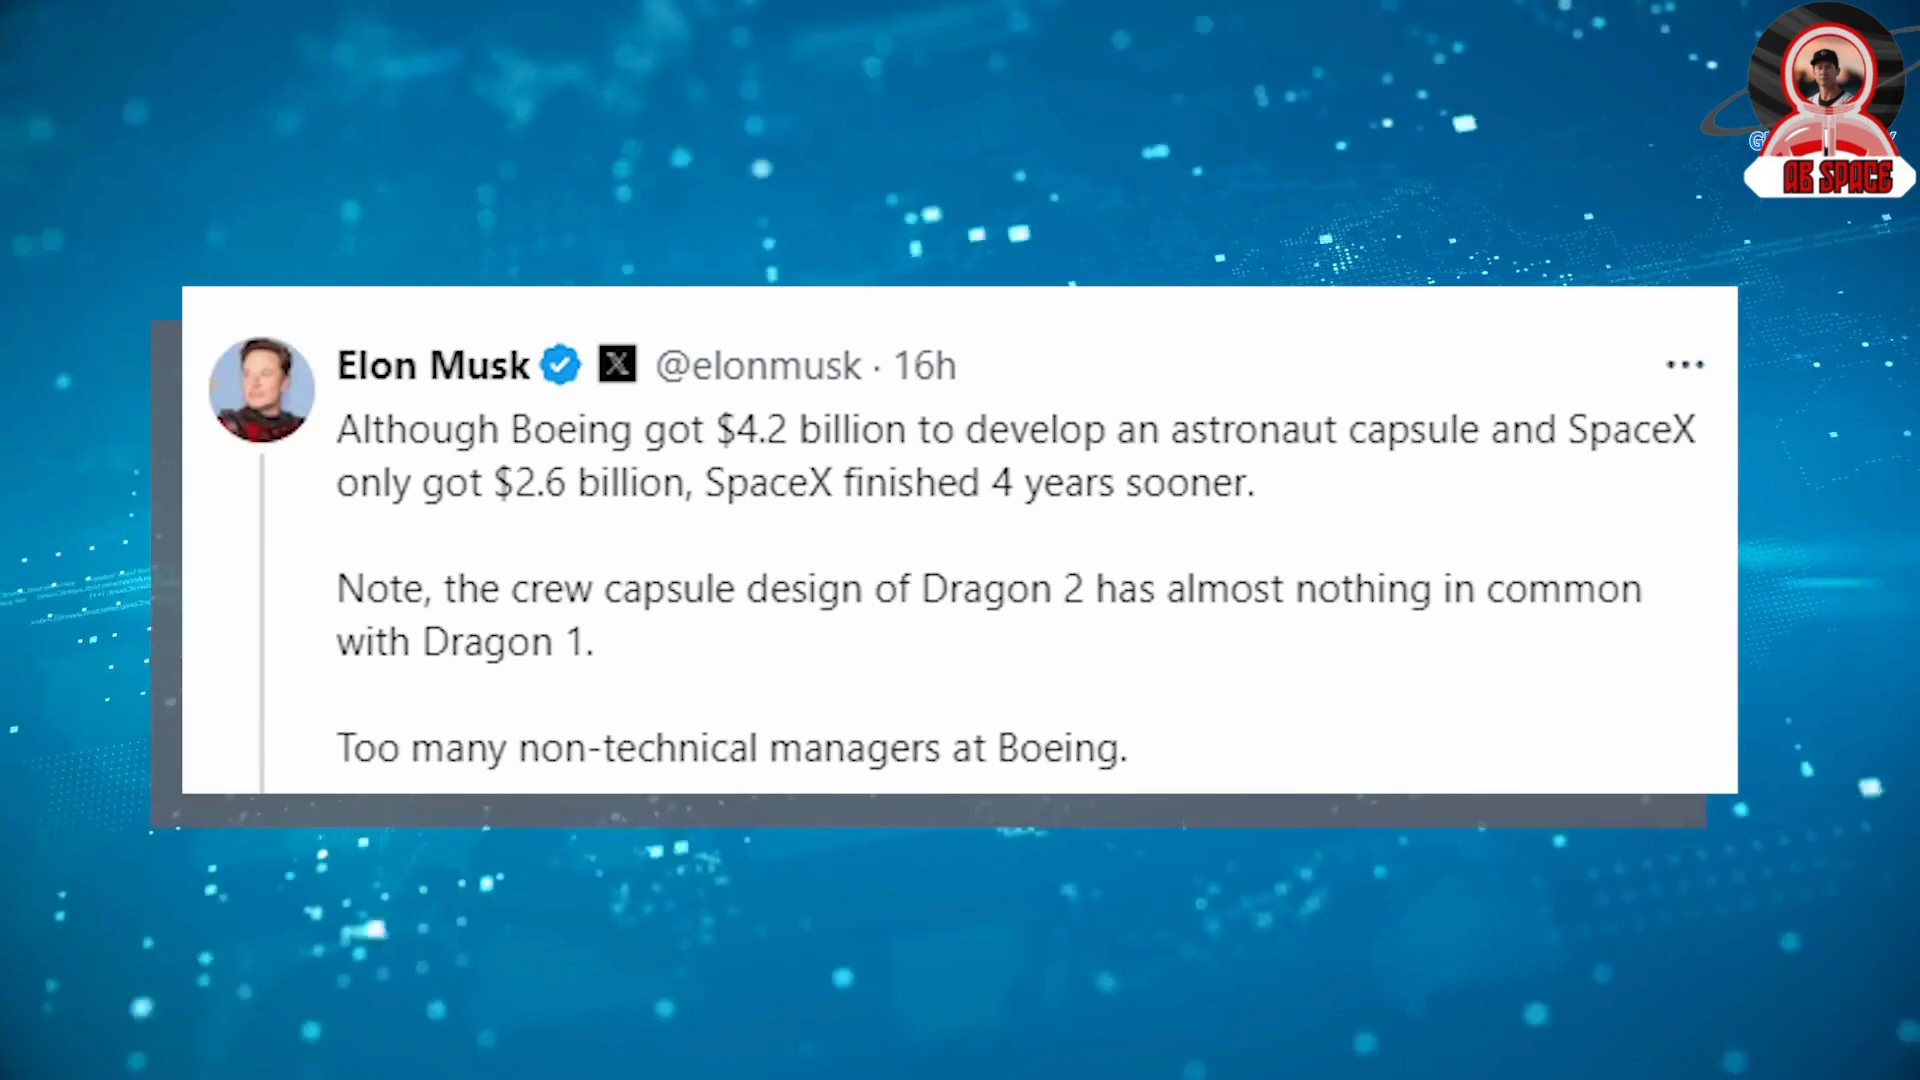 AB SPACE
Elon Musk @elonmusk · 16h
Although Boeing got $4.2 billion to develop an astronaut capsule and SpaceX
only got $2.6 billion, SpaceX finished 4 years sooner.
Note, the crew capsule design of Dragon 2 has almost nothing in common
with Dragon 1.
Too many non-technical managers at Boeing.